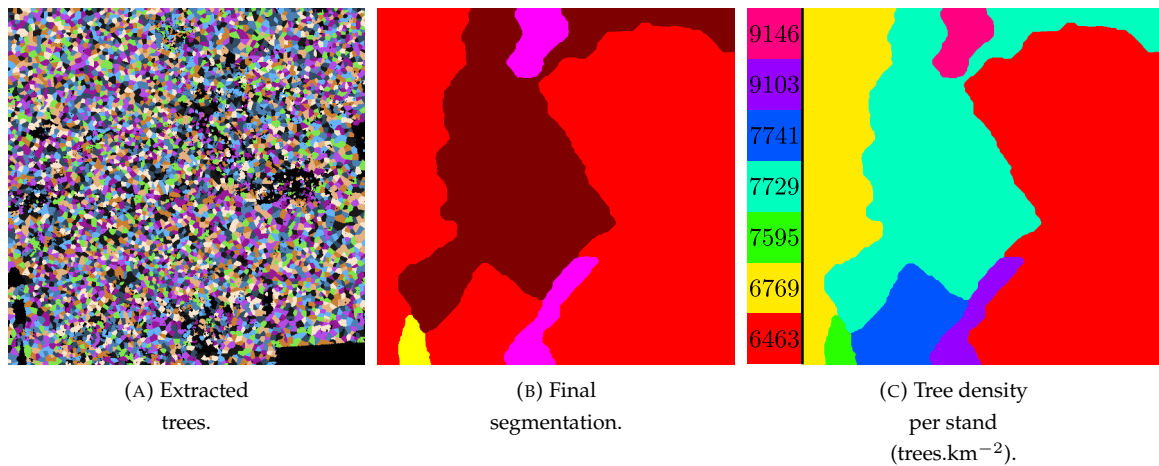 9146
9103
7741
7729
7595
6769
6463
(A) Extracted
trees.
(B) Final
segmentation.
(C) Tree density
per stand
(trees.km−2).